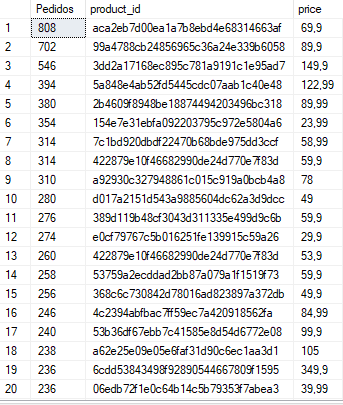 Pedidos product_id price
1 808 aca2eb7d00ea1a7b8ebd4e68314663af 69,9
2 702 99a4788cb24856965c36a24e339b6058 89,9
3 546 3dd2a17168ec895c781a9191c1e95ad7 149,9
4 394 5a848e4ab52fd5445cdc07aab1c40e48 122,99
5 380 2b4609f8948be18874494203496bc318 89,99
6 354 154e7e31ebfa092203795c972e5804a6 23,99
7 314 7c1bd920dbdf22470b68bde975dd3ccf 58,99
8 314 422879e10f46682990de24d770e7f83d 59,9
9 310 a92930c327948861c015c919a0bcb4a8 78
10 280 d017a2151d543a9885604dc62a3d9dcc 49
11 276 389d119b48cf3043d311335e499d9c6b 59,9
12 274 e0cf79767c5b016251fe139915c59a26 29,9
13 260 422879e10f46682990de24d770e7f83d 53,9
14 258 53759a2ecddad2bb87a079a1f1519f73 59,9
15 256 368c6c730842d78016ad823897a372db 49,9
16 246 4c2394abfbac7ff59ec7a420918562fa 84,99
17 240 53b36df67ebb7c41585e8d54d6772e08 99,9
18 238 a62e25e09e05e6faf31d90c6ec1aa3d1 105
19 236 6cdd53843498f92890544667809f1595 349,9
20 236 06edb72f1e0c64b14c5b79353f7abea3 39,99